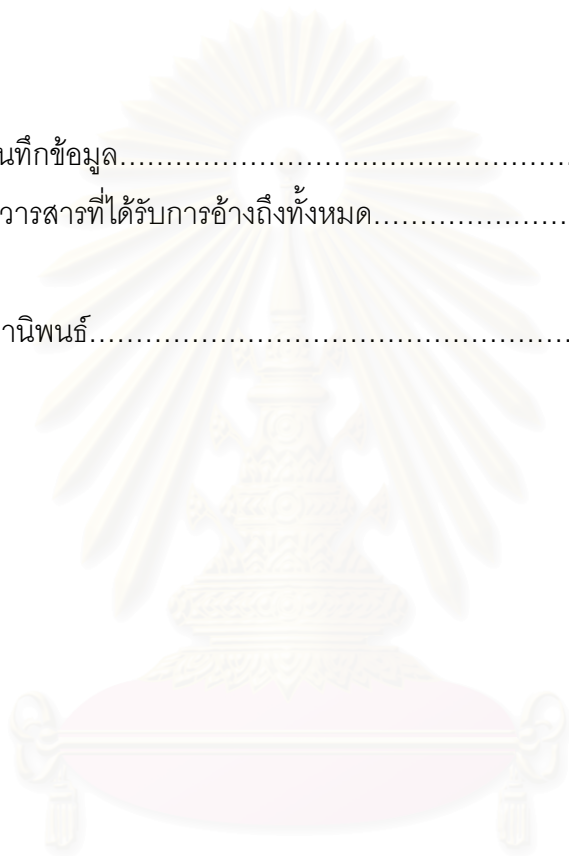 นทึกข้อมูล……………………………………………
วารสารที่ได้รับการอ้างถึงทั้งหมด…………………
านิพนธ์……………………………………………….